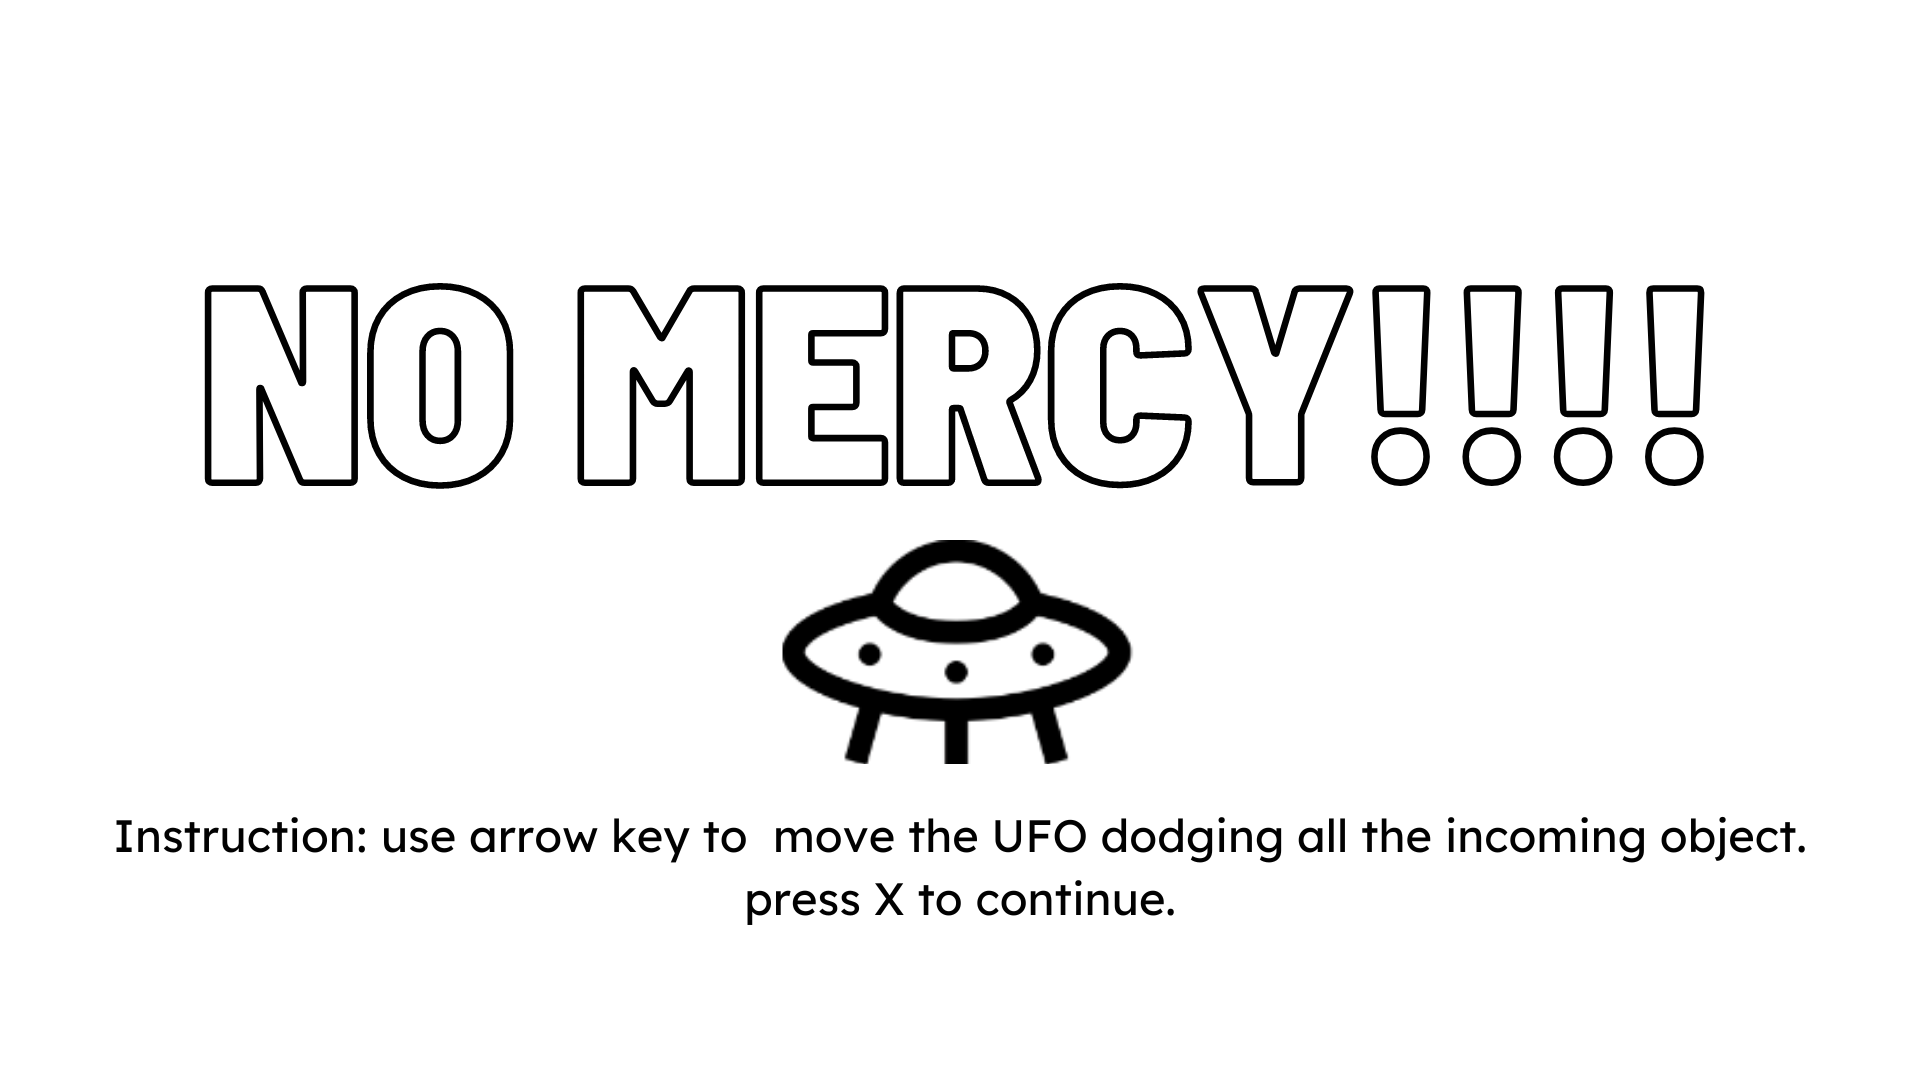 NO MERCY!!!!
Instruction: use arrow key to  move the UFO dodging all the incoming object.
press X to continue.